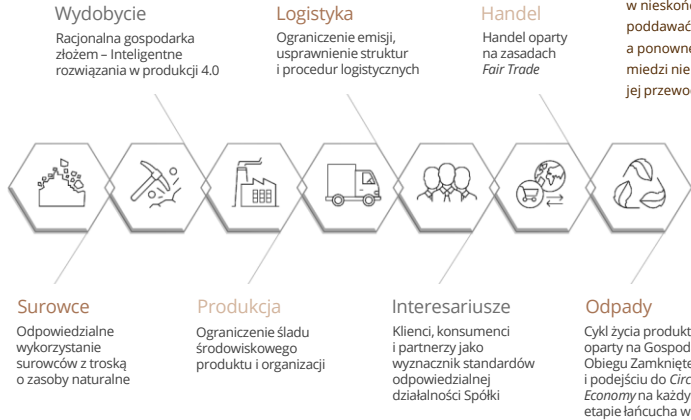 Wydobycie
Racjonalna gospodarka
złożem – Inteligentne
rozwiązania w produkcji 4.0
Logistyka
Ograniczenie emisji,
usprawnienie struktur
i procedur logistycznych
Handel
Handel oparty
na zasadach
Fair Trade
poddawać
a ponowne
miedzi nie
jej
Surowce
Odpowiedzialne
wykorzystanie
surowców z troską
o zasoby naturalne
Produkcja
Ograniczenie śladu
środowiskowego
produktu i organizacji
Interesariusze
Klienci, konsumenci
i partnerzy jako
wyznacznik standardów
odpowiedzialnej
działalności Spółki
Odpady
Cykl życia produkt
oparty na
Obiegu
i podejściu do
Economy na każdy
etapie łańcucha